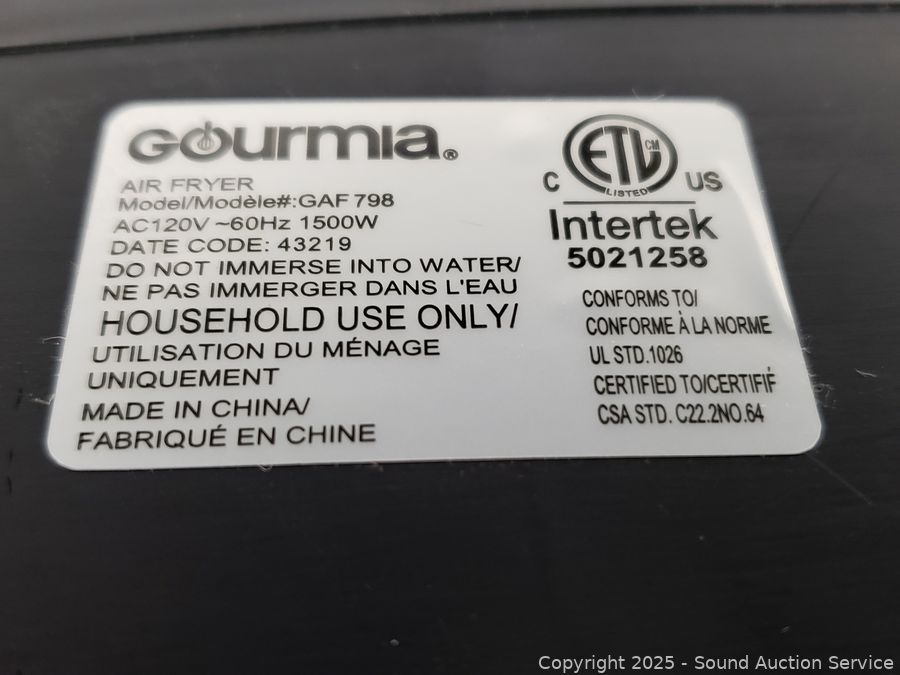 Gourmia®
AIR FRYER
Model/Modèle#:GAF 798
AC120V ~60Hz 1500W
DATE CODE: 43219
DO NOT IMMERSE INTO WATER/
NE PAS IMMERGER DANS L'EAU
HOUSEHOLD USE ONLY/
UTILISATION DU MÉNAGE
UNIQUEMENT
MADE IN CHINA/
FABRIQUÉ EN CHINE
ETL CM
LISTED
C US
Intertek
5021258
CONFORMS TO/
CONFORME À LA NORME
UL STD.1026
CERTIFIED TO/CERTIFIF
CSA STD. C22.2NO.64
Copyright © 2025 - Sound Auction Service